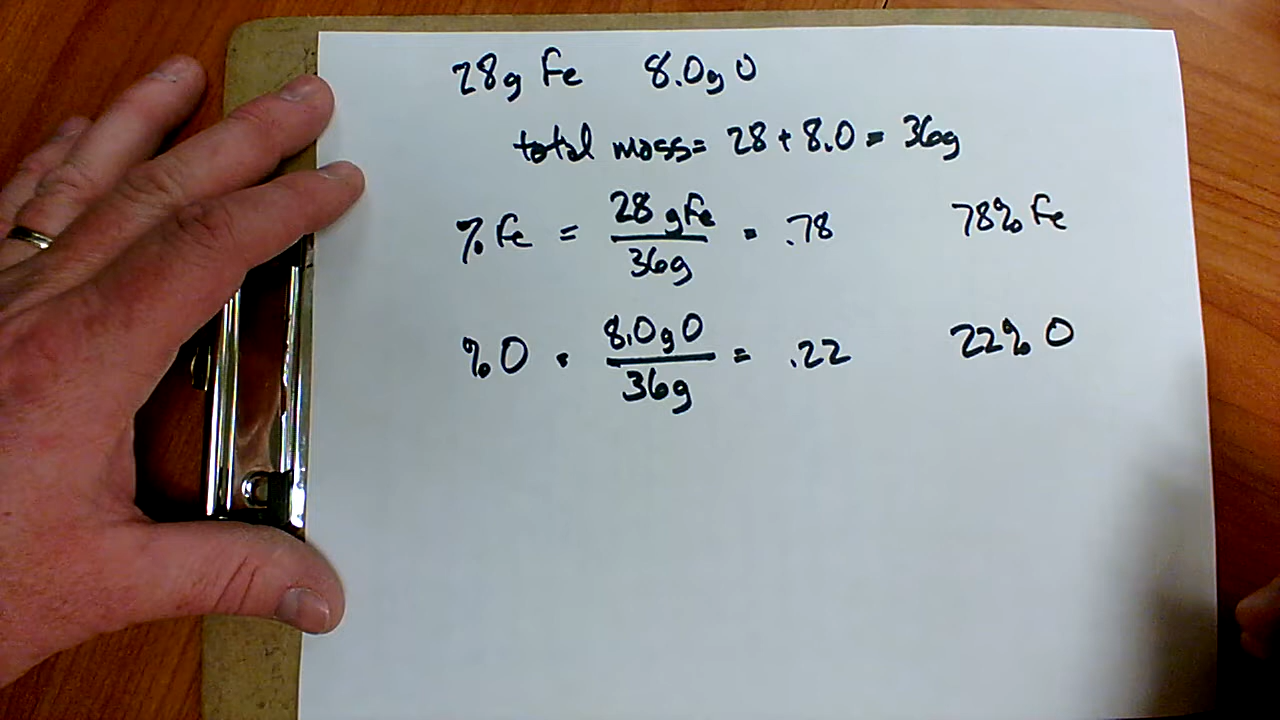 28g Fe 8.0g O
total mass = 28 + 8.0 = 36g
% Fe = 28 gFe / 36g = .78 78% Fe
% O = 8.0g O / 36g = .22 22% O